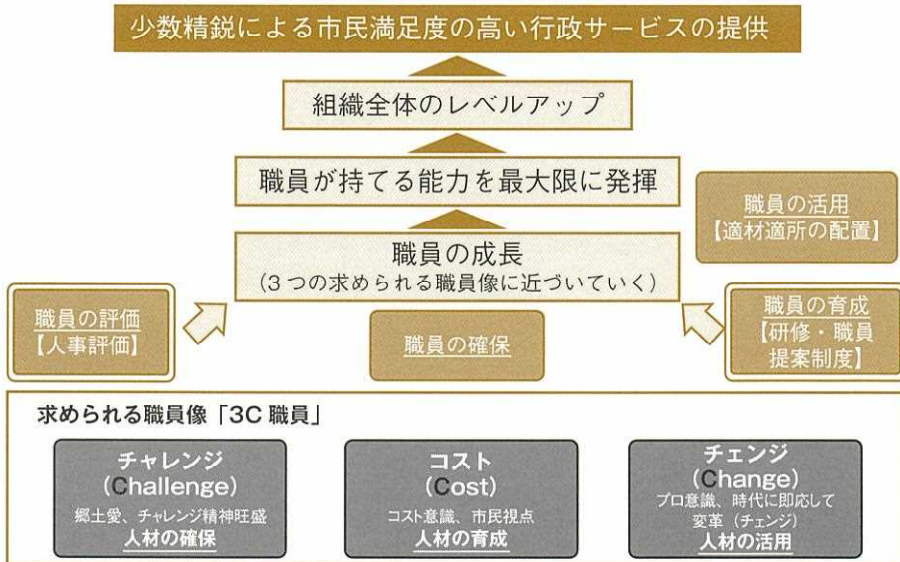 少数精鋭による市民満足度の高い行政サービスの提供
組織全体のレベルアップ
職員が持てる能力を最大限に発揮
職員の活用
【適材適所の配置】
職員の成長
(3つの求められる職員像に近づいていく)
職員の評価
【人事評価】
職員の確保
職員の育成
【研修・職員
提案制度】
求められる職員像「3C 職員」
チャレンジ
(Challenge)
郷土愛、チャレンジ精神旺盛
人材の確保
コスト
(Cost)
コスト意識、市民視点
人材の育成
チェンジ
(Change)
プロ意識、時代に即応して
変革(チェンジ)
人材の活用